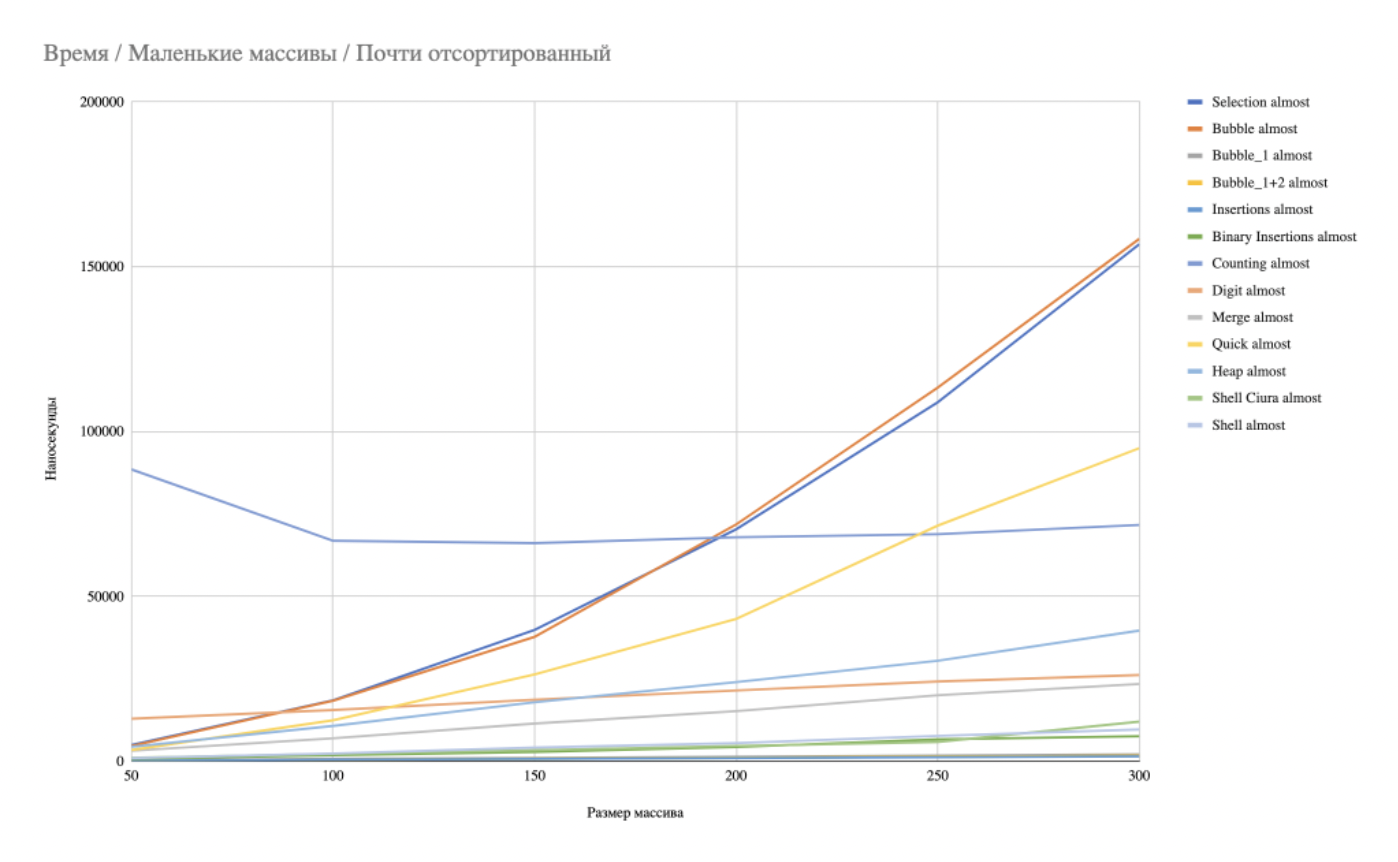 Время / Маленькие массивы / Почти отсортированный
200000
150000
100000
50000
0
Наносекунды
50
100
150
200
250
300
Размер массива
Selection almost
Bubble almost
Bubble_1 almost
Bubble_1+2 almost
Insertions almost
Binary Insertions almost
Counting almost
Digit almost
Merge almost
Quick almost
Heap almost
Shell Ciura almost
Shell almost